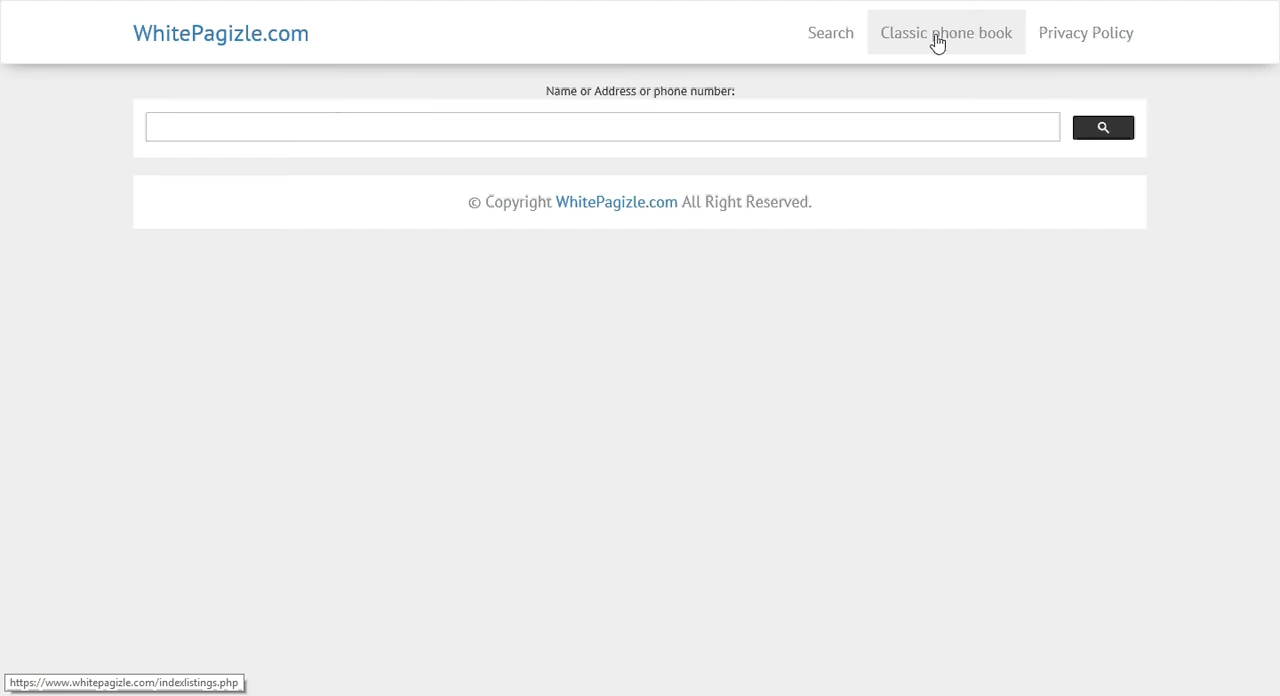 WhitePagizle.com
Search Classic phone book Privacy Policy
Name or Address or phone number:
© Copyright WhitePagizle.com All Right Reserved.
https://www.whitepagizle.com/indexlistings.php